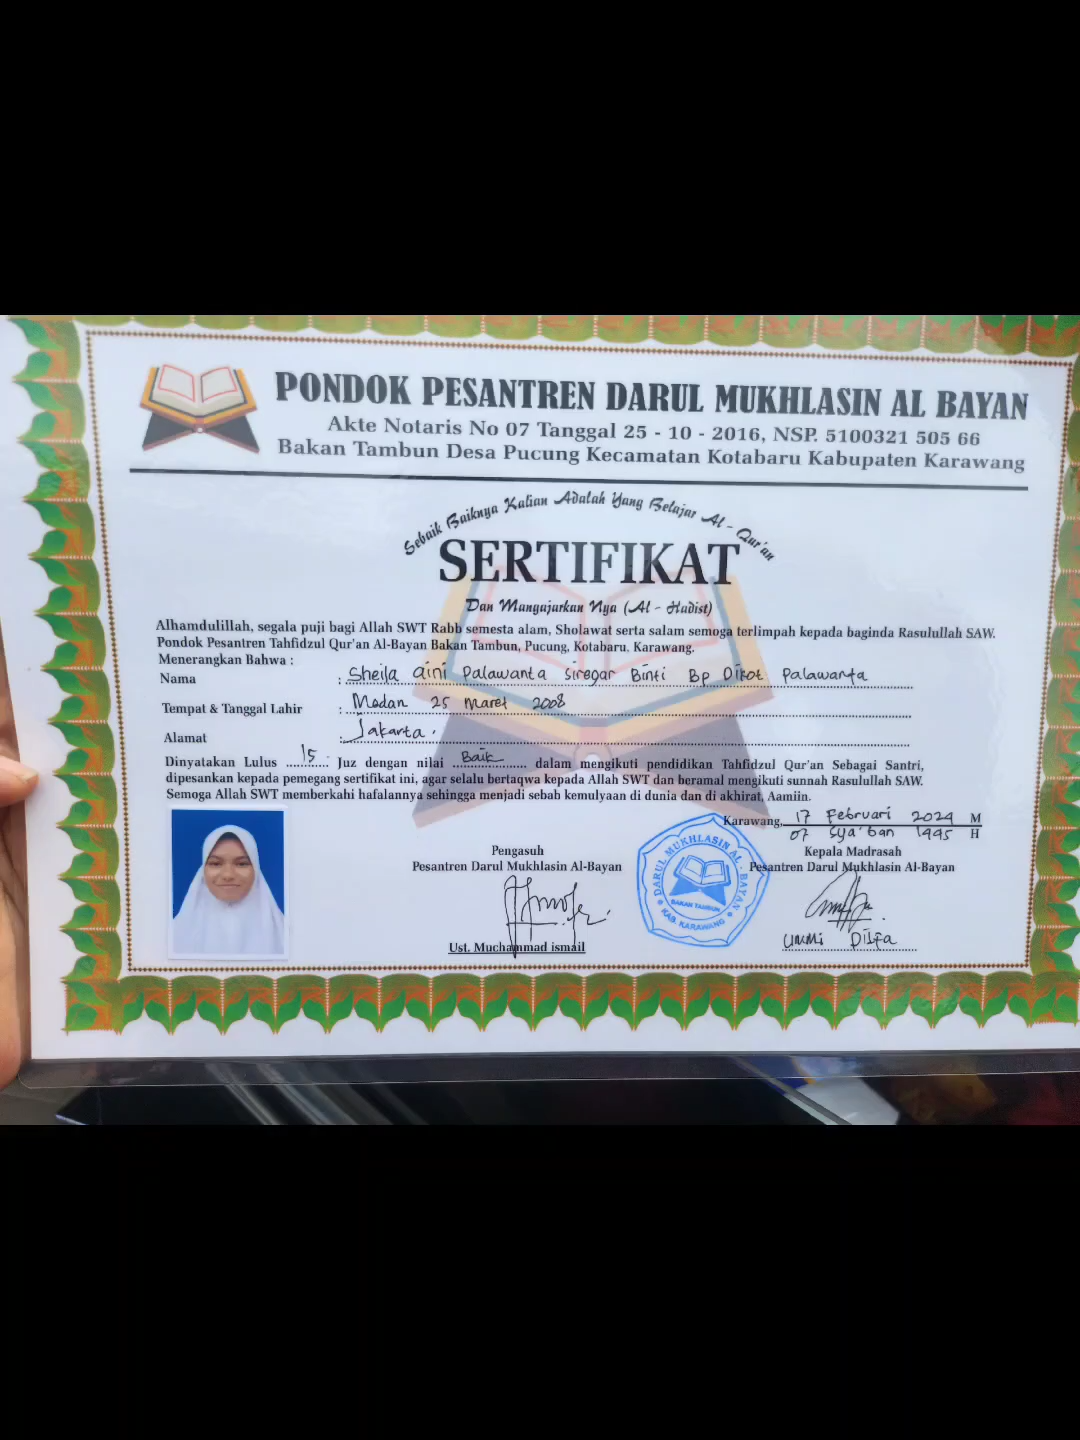 PONDOK PESANTREN DARUL MUKHLASIN AL BAYAN
Akte Notaris No 07 Tanggal 25 - 10 - 2016, NSP. 5100321 505 66
Bakan Tambun Desa Pucung Kecamatan Kotabaru Kabupaten Karawang
Sebaik Baiknya Kalian Adalah Yang Belajar Al - Qur'an
SERTIFIKAT
Dan Mangajarkan Nya (Al - Hadist)
Alhamdulillah, segala puji bagi Allah SWT Rabb semesta alam, Sholawat serta salam semoga terlimpah kepada baginda Rasulullah SAW.
Pondok Pesantren Tahfidzul Qur'an Al-Bayan Bakan Tambun, Pucung, Kotabaru, Karawang.
Menerangkan Bahwa :
Nama : Sheila aini Palawanta Siregar Binti Bp Dikot Palawanta
Tempat & Tanggal Lahir : Medan 25 Maret 2008
Alamat : Jakarta.
Dinyatakan Lulus 15 Juz dengan nilai Baik dalam mengikuti pendidikan Tahfidzul Qur'an Sebagai Santri,
dipesankan kepada pemegang sertifikat ini, agar selalu bertaqwa kepada Allah SWT dan beramal mengikuti sunnah Rasulullah SAW.
Semoga Allah SWT memberkahi hafalannya sehingga menjadi sebab kemulyaan di dunia dan di akhirat, Aamiin.
Karawang, 17 Februari 2024 M
07 Sya'ban 1445 H
Pengasuh
Pesantren Darul Mukhlasin Al-Bayan
Ust. Muchammad ismail
DARUL MUKHLASIN AL - BAYAN
BAKAN TAMBUN
KAB. KARAWANG
Kepala Madrasah
Pesantren Darul Mukhlasin Al-Bayan
Ummi Disfa